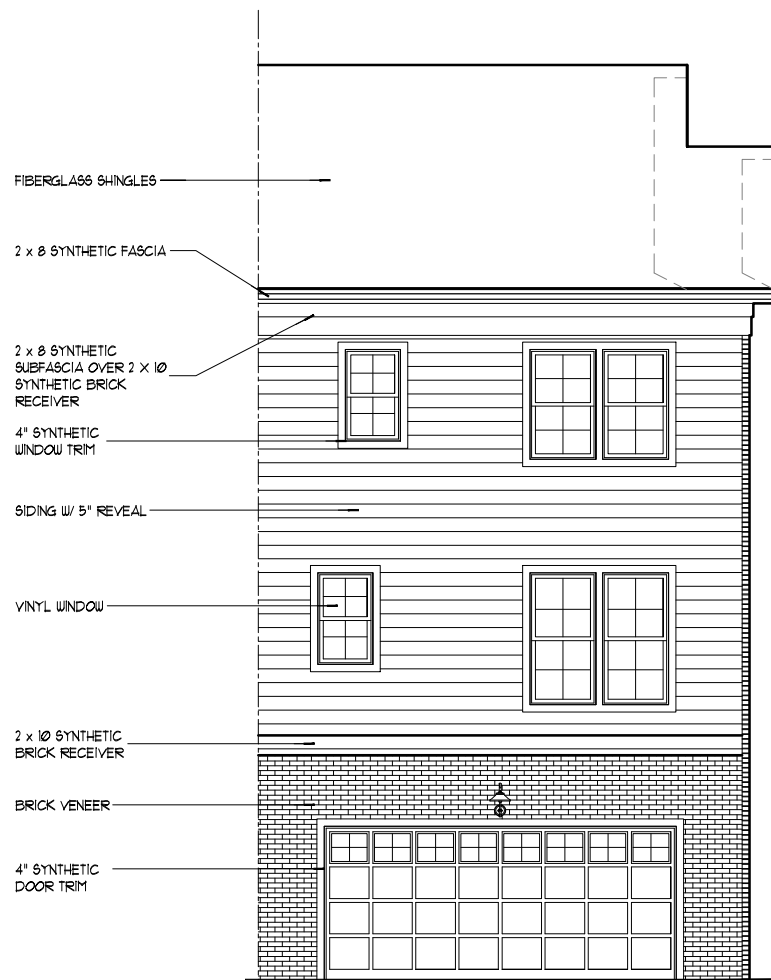 FIBERGLASS SHINGLES
2 x 8 SYNTHETIC FASCIA
2 x 8 SYNTHETIC
SUBFASCIA OVER 2 X 10
SYNTHETIC BRICK
RECEIVER
4" SYNTHETIC
WINDOW TRIM
SIDING W/ 5" REVEAL
VINYL WINDOW
2 x 10 SYNTHETIC
BRICK RECEIVER
BRICK VENEER
4" SYNTHETIC
DOOR TRIM